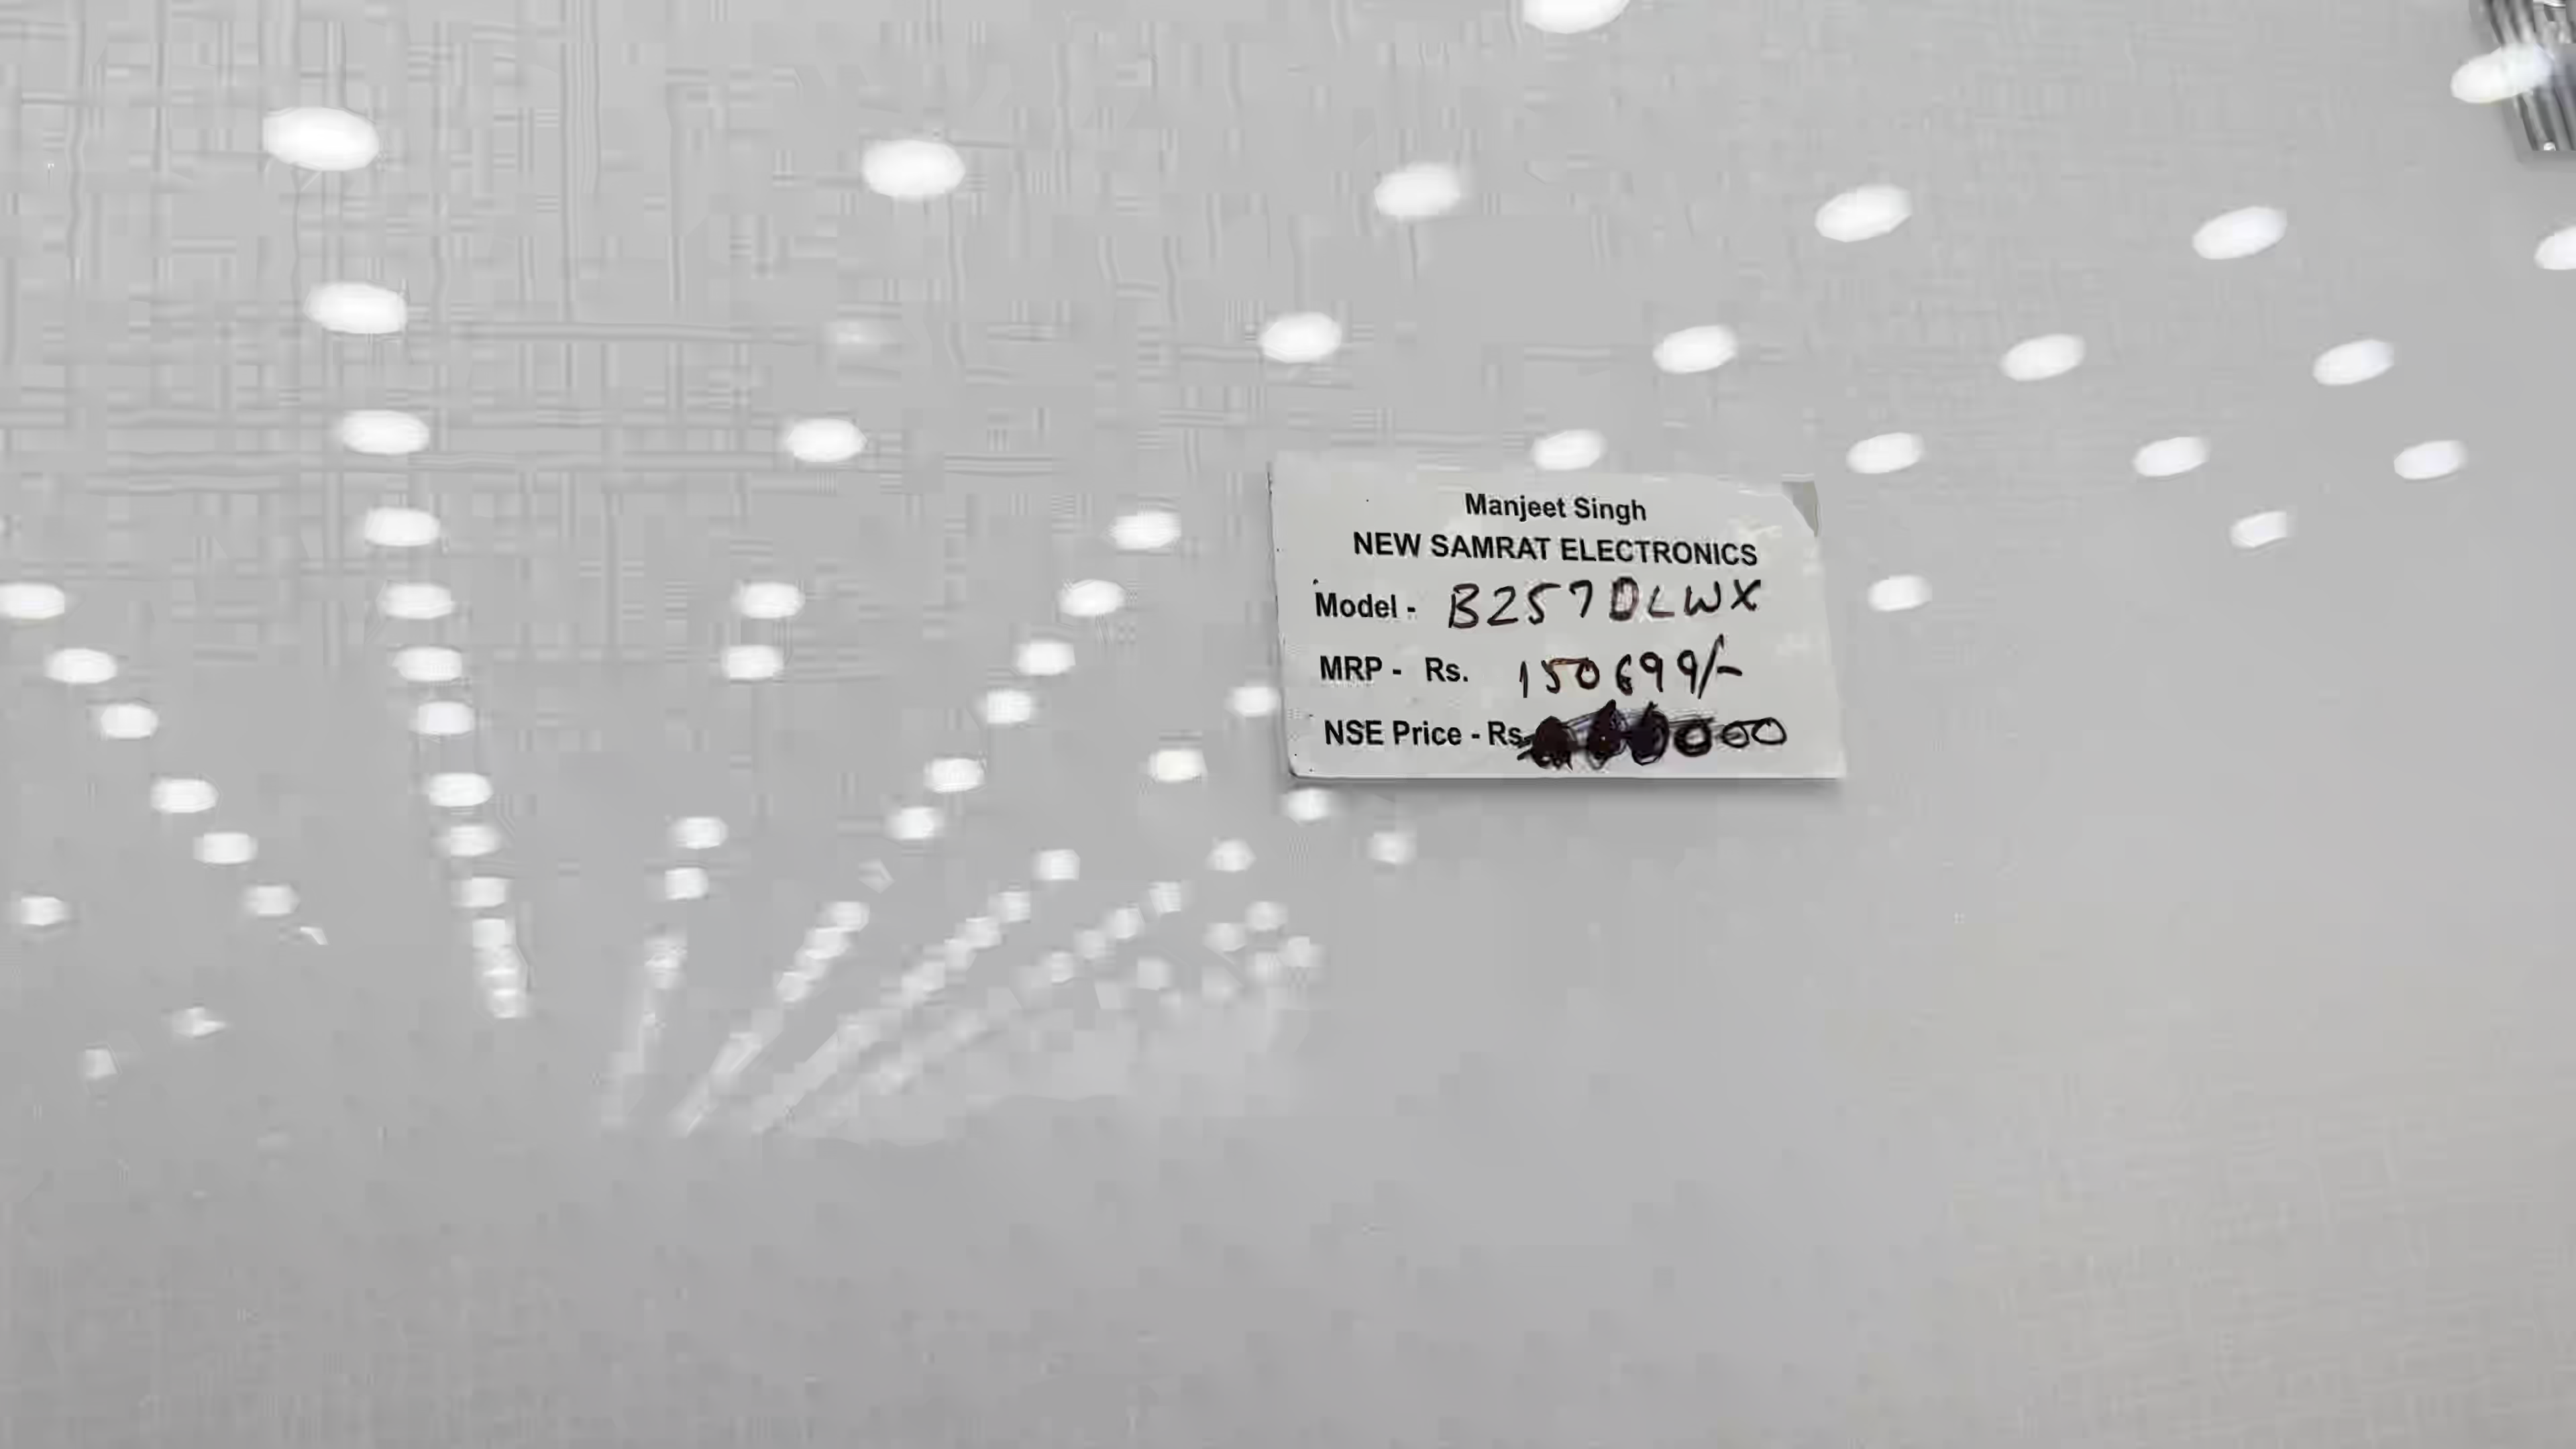 Manjeet Singh
NEW SAMRAT ELECTRONICS
Model - B257DLWX
MRP - Rs. 150699/-
NSE Price - Rs.